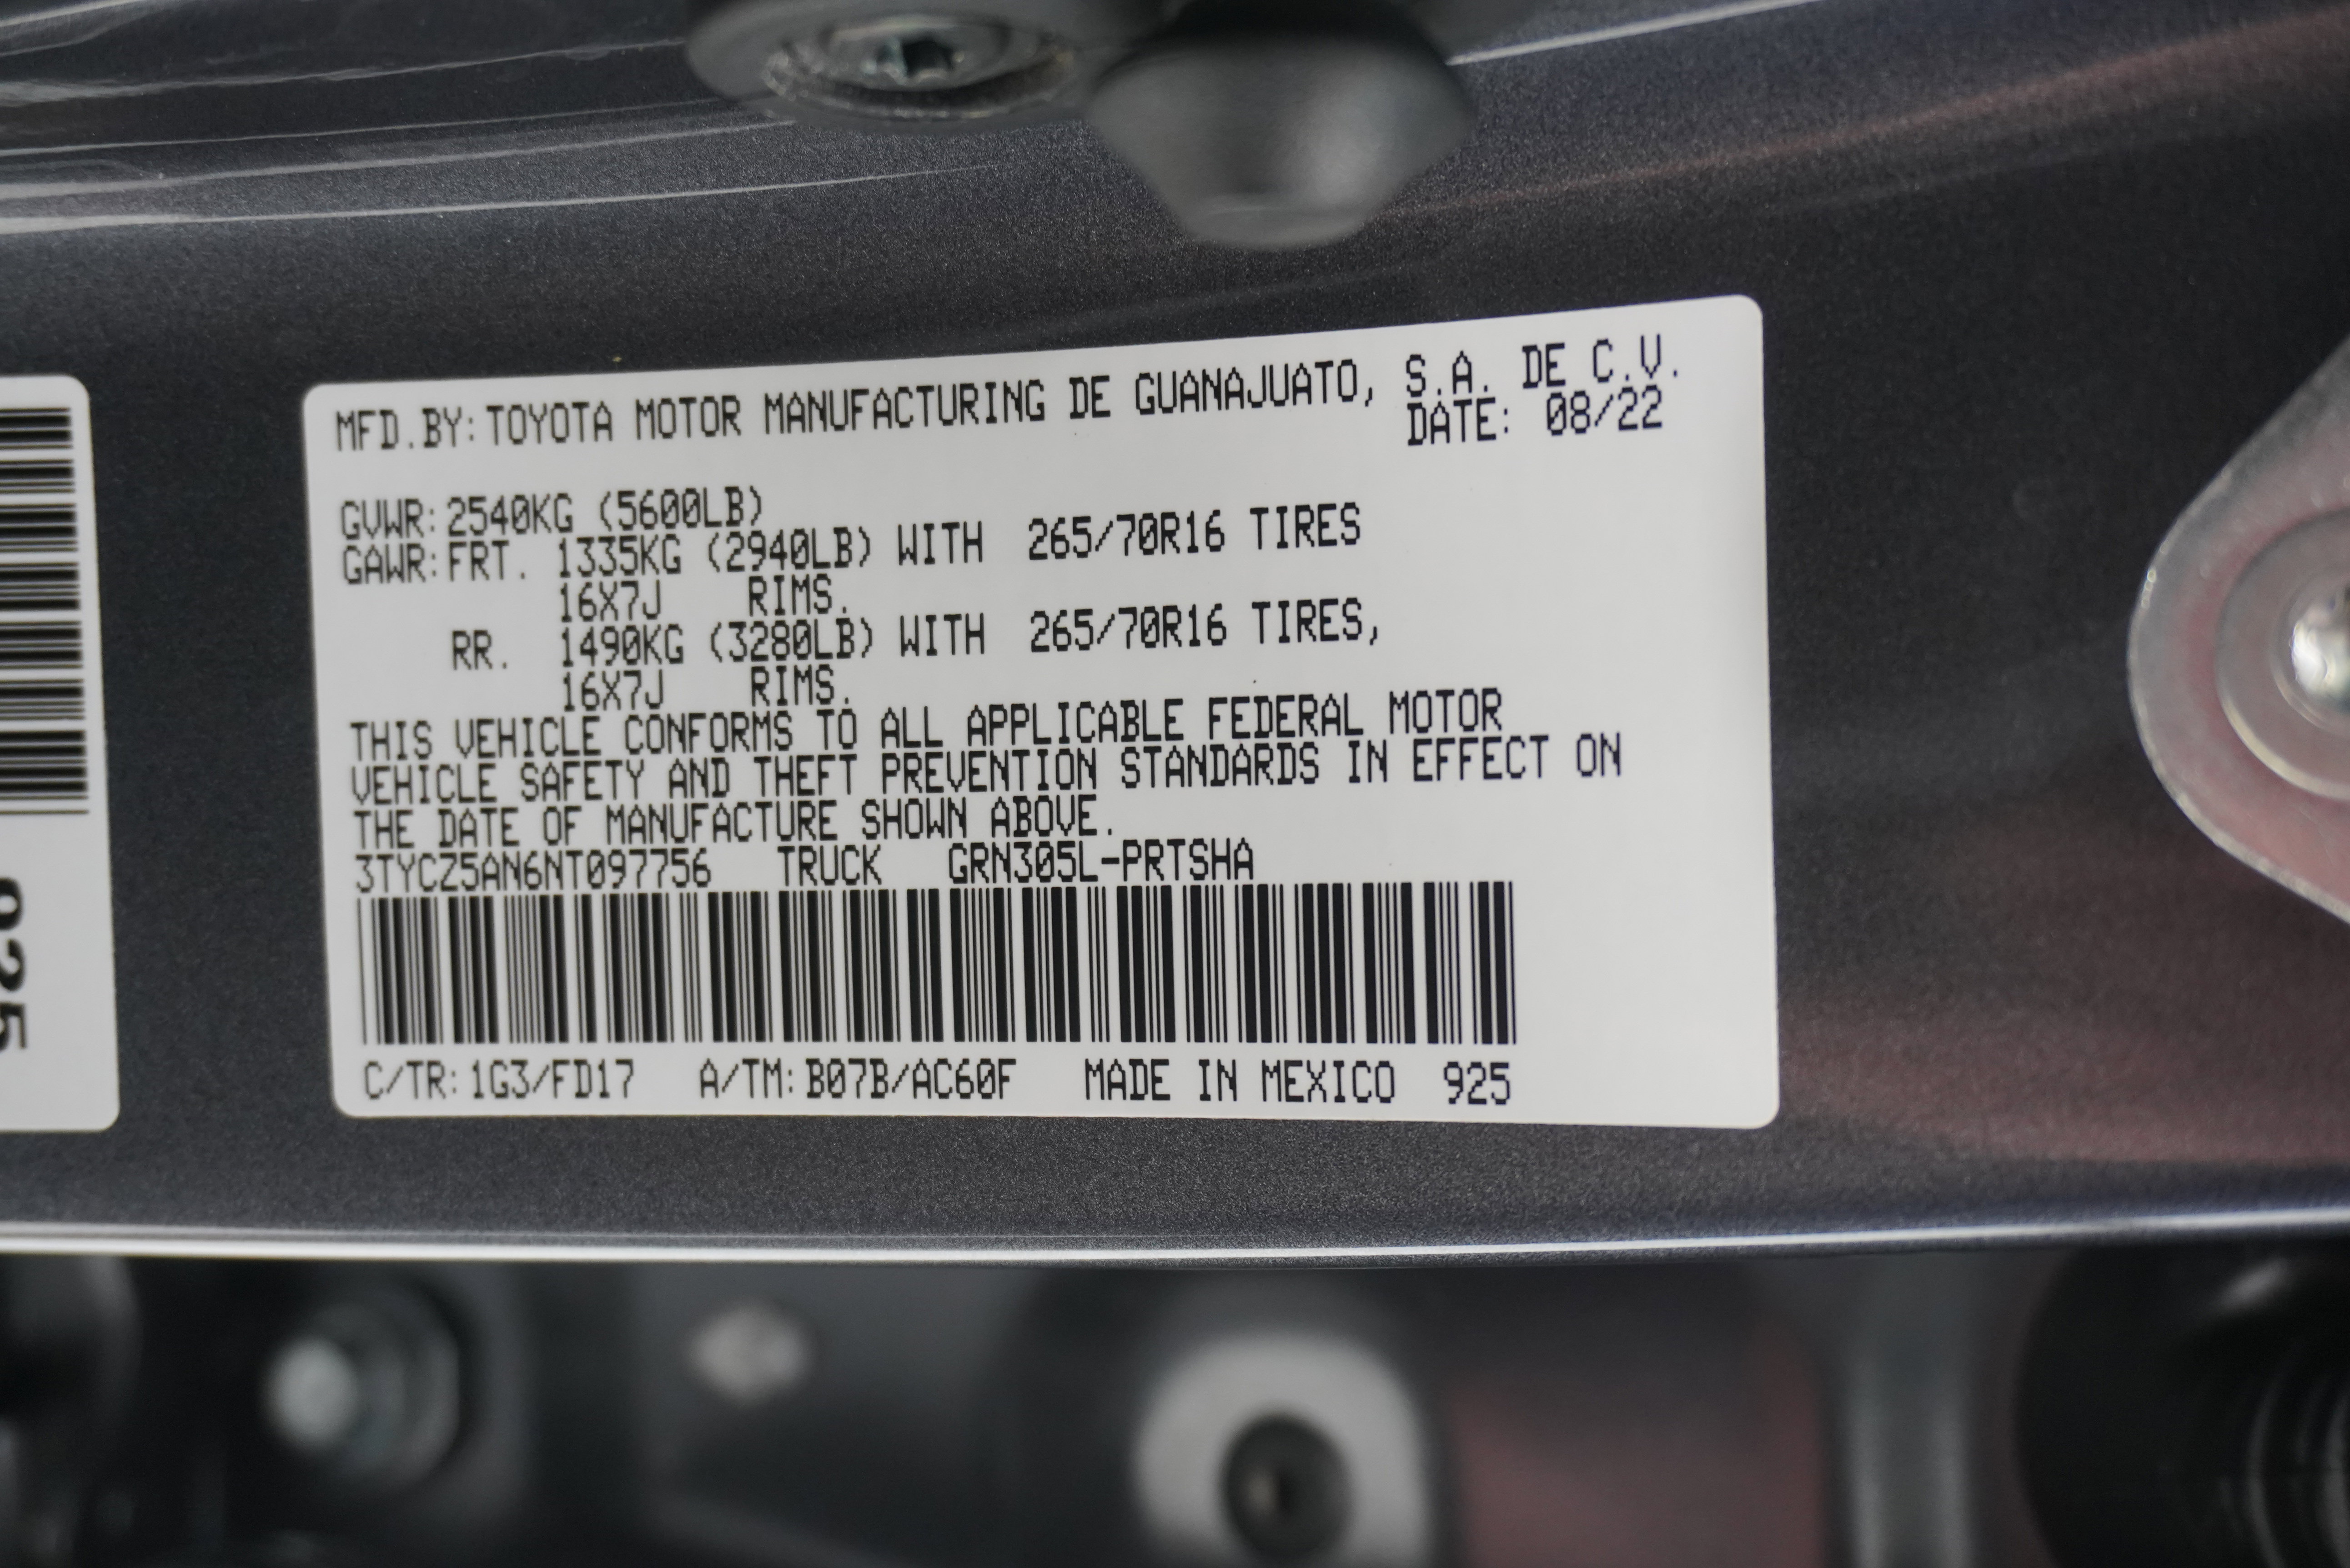 MFD.BY: TOYOTA MOTOR MANUFACTURING DE GUANAJUATO, S.A. DE C.V.
DATE: 08/22
GVWR: 2540KG (5600LB)
GAWR: FRT. 1335KG (2940LB) WITH 265/70R16 TIRES
16X7J RIMS.
RR. 1490KG (3280LB) WITH 265/70R16 TIRES,
16X7J RIMS.
THIS VEHICLE CONFORMS TO ALL APPLICABLE FEDERAL MOTOR
VEHICLE SAFETY AND THEFT PREVENTION STANDARDS IN EFFECT ON
THE DATE OF MANUFACTURE SHOWN ABOVE.
3TYCZ5AN6NT097756 TRUCK GRN305L-PRTSHA
C/TR: 1G3/FD17 A/TM: B07B/AC60F MADE IN MEXICO 925
925